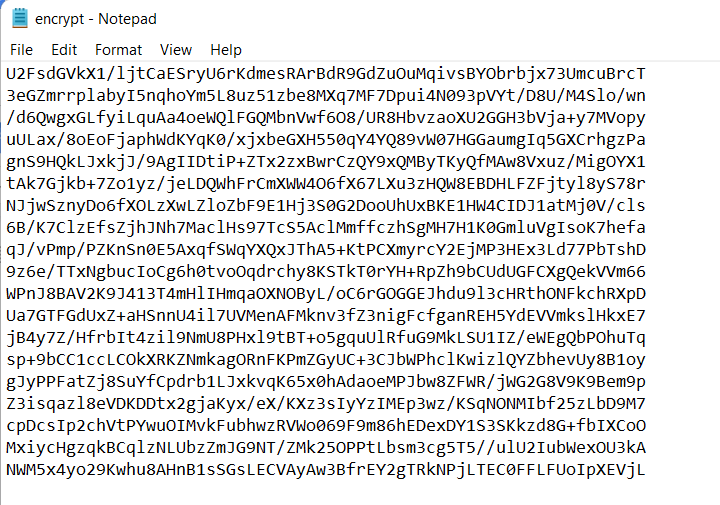 encrypt - Notepad
File Edit Format View Help
U2FsdGVkX1/ljtCaESryU6rKdmesRArBdR9GdZuOuMqivsBYObrbjx73UmcuBrcT
3eGZmrrplabyI5nqhoYm5L8uz51zbe8MXq7MF7Dpui4N093pVYt/D8U/M4Slo/wn
/d6QwgxGLfyiLquAa4oeWQlFGQMbnVwf6O8/UR8HbvzaoXU2GGH3bVja+y7MVopy
uULax/8oEoFjaphWdKYqK0/xjxbeGXH550qY4YQ89vW07HGGaumgIq5GXCrhgzPa
gnS9HQkLJxkjJ/9AgIIDtiP+ZTx2zxBwrCzQY9xQMByTKyQfMAw8Vxuz/MigOYX1
tAk7Gjkb+7Zo1yz/jeLDQWhFrCmXWW4O6fX67LXu3zHQW8EBDHLFZFjtyl8yS78r
NJjwSznyDo6fXOLzXwLZloZbF9E1Hj3S0G2DooUhUxBKE1HW4CIDJ1atMj0V/cls
6B/K7ClzEfsZjhJNh7MaclHs97TcS5AclMmffczhSgMH7H1K0GmluVgIsoK7hefa
qJ/vPmp/PZKnSn0E5AxqfSWqYXQxJThA5+KtPCXmyrcY2EjMP3HEx3Ld77PbTshD
9z6e/TTxNgbucIoCg6h0tvoOqdrchy8KSTkT0rYH+RpZh9bCUdUGFCXgQekVVm66
WPnJ8BAV2K9J413T4mHlIHmqaOXNOByL/oC6rGOGGEJhdu9l3cHRthONFkchRXpD
Ua7GTFGdUxZ+aHSnnU4il7UVMenAFMknv3fZ3nigFcfganREH5YdEVVmkslHkxE7
jB4y7Z/HfrbIt4zil9NmU8PHxl9tBT+o5gquUlRfuG9MkLSU1IZ/eWEgQbPOhuTq
sp+9bCC1ccLCOkXRKZNmkagORnFKPmZGyUC+3CJbWPhclKwizlQYZbhevUy8B1oy
gJyPPFatZj8SuYfCpdrb1LJxkvqK65x0hAdaoeMPJbw8ZFWR/jWG2G8V9K9Bem9p
Z3isqazl8eVDKDDtx2gjaKyx/eX/KXz3sIyYzIMEp3wz/KSqNONMIbf25zLbD9M7
cpDcsIp2chVtPYwuOIMvkFubhwzRVWo069F9m86hEDexDY1S3SKkzd8G+fbIXCoO
MxiycHgzqkBCqlzNLUbzZmJG9NT/ZMk25OPPtLbsm3cg5T5//ulU2IubWexOU3kA
NWM5x4yo29Kwhu8AHnB1sSGsLECVAyAw3BfrEY2gTRkNPjLTEC0FFLFUoIpXEVjL